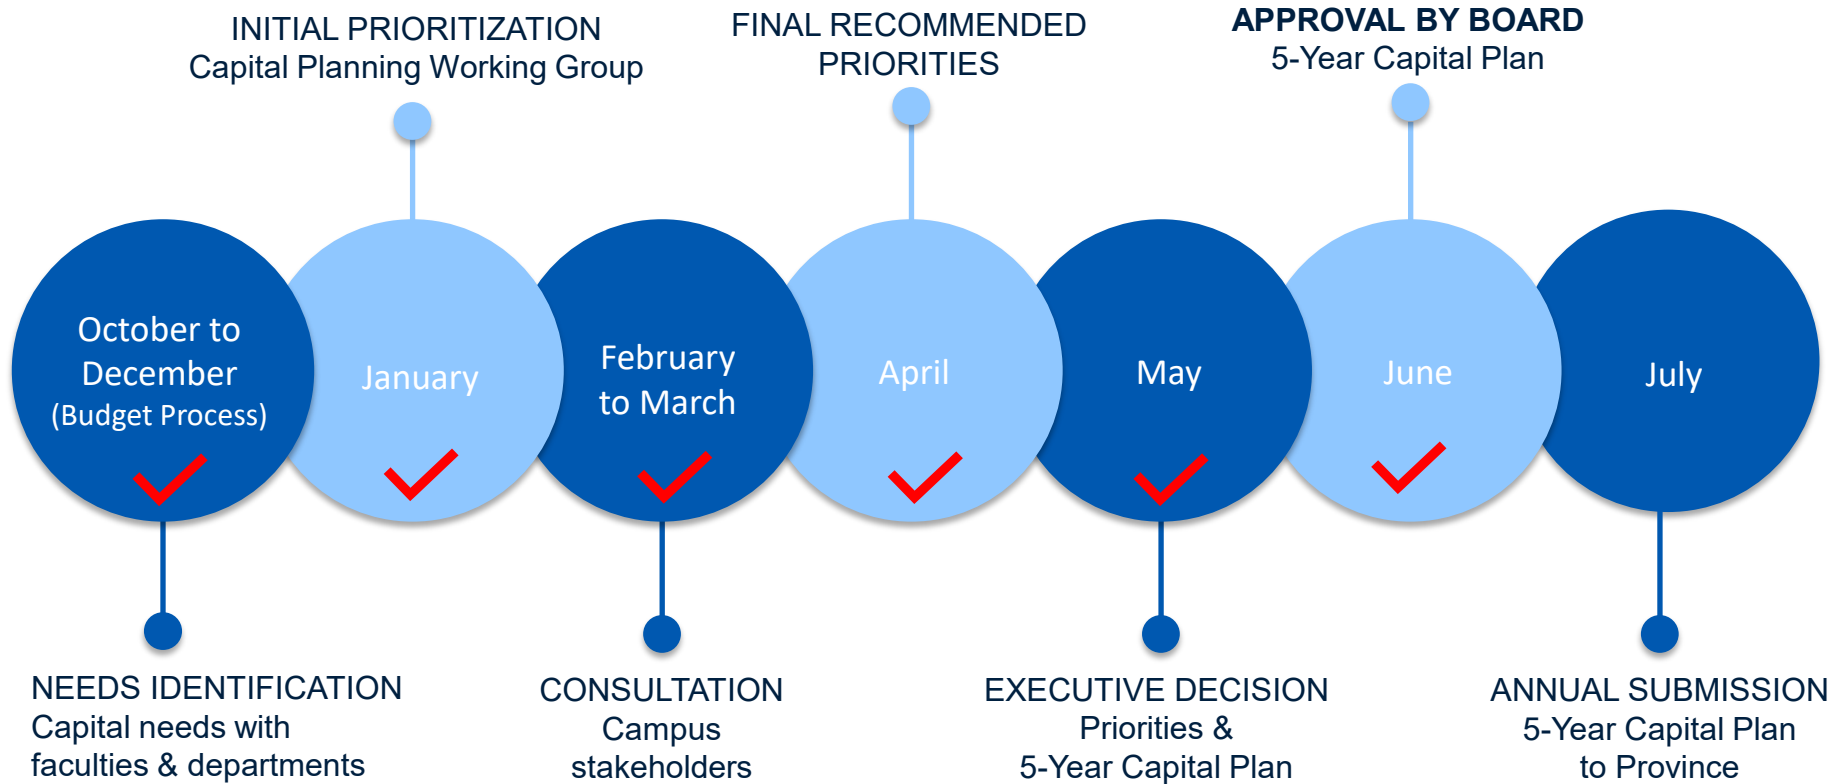 INITIAL PRIORITIZATION
Capital Planning Working Group
FINAL RECOMMENDED
PRIORITIES
APPROVAL BY BOARD
5-Year Capital Plan
October to
December
(Budget Process)
January
February
to March
April
May
June
July
NEEDS IDENTIFICATION
Capital needs with
faculties & departments
CONSULTATION
Campus
stakeholders
EXECUTIVE DECISION
Priorities &
5-Year Capital Plan
ANNUAL SUBMISSION
5-Year Capital Plan
to Province